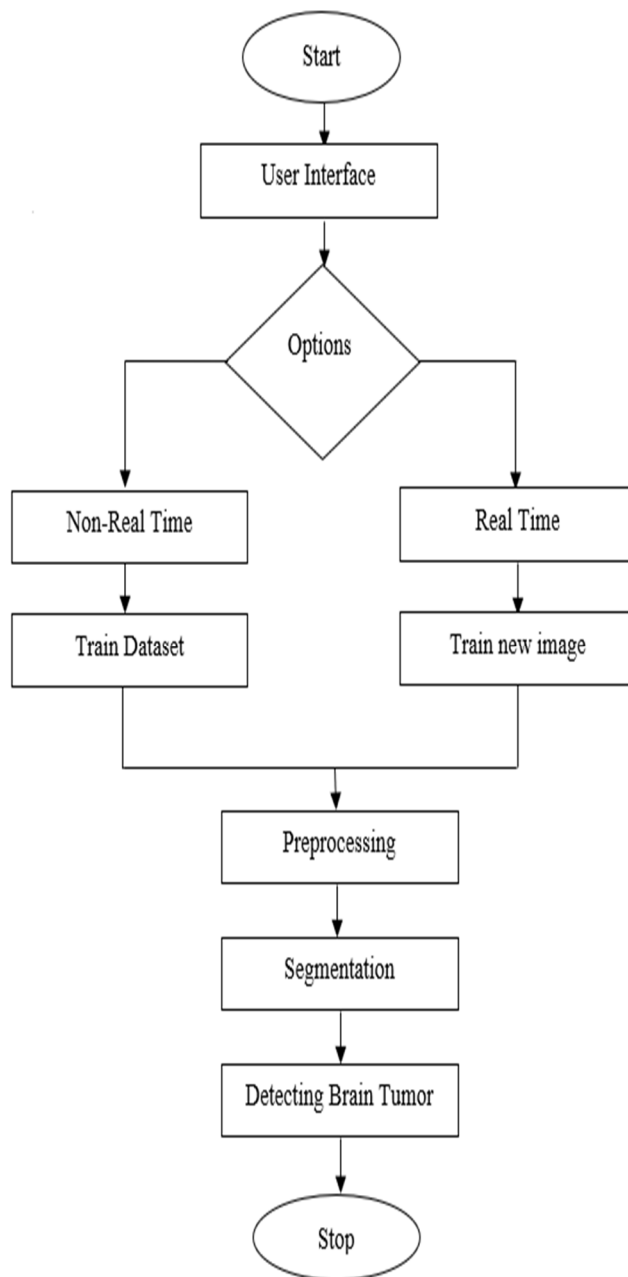 Start
User Interface
Options
Non-Real Time
Real Time
Train Dataset
Train new image
Preprocessing
Segmentation
Detecting Brain Tumor
Stop